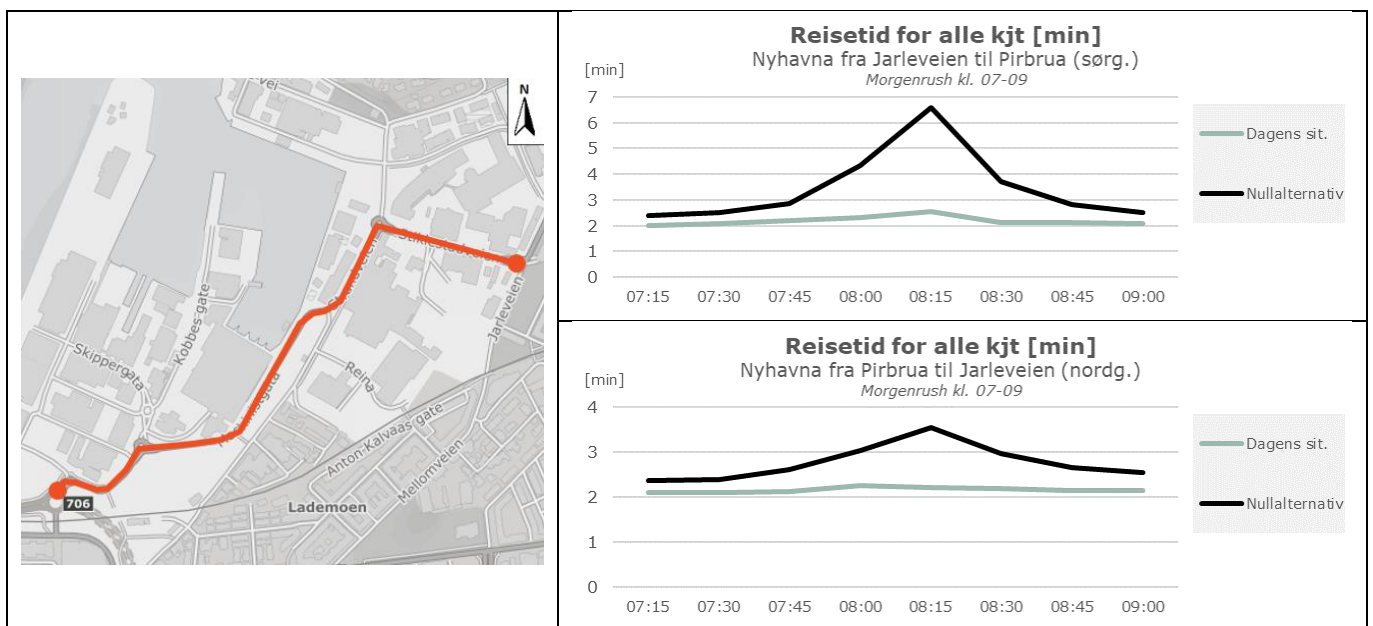 N
vei
Stiklestadveien
Jarleveien
Kobbes gate
Skippergata
Reina
Anton-Kalvaas gate
Mellomveien
Lademoen
706
Reisetid for alle kjt [min]
Nyhavna fra Jarleveien til Pirbrua (sørg.)
Morgenrush kl. 07-09
[min]
7
6
5
4
3
2
1
0
07:15 07:30 07:45 08:00 08:15 08:30 08:45 09:00
Dagens sit.
Nullalternativ
Reisetid for alle kjt [min]
Nyhavna fra Pirbrua til Jarleveien (nordg.)
Morgenrush kl. 07-09
[min]
4
3
2
1
0
07:15 07:30 07:45 08:00 08:15 08:30 08:45 09:00
Dagens sit.
Nullalternativ